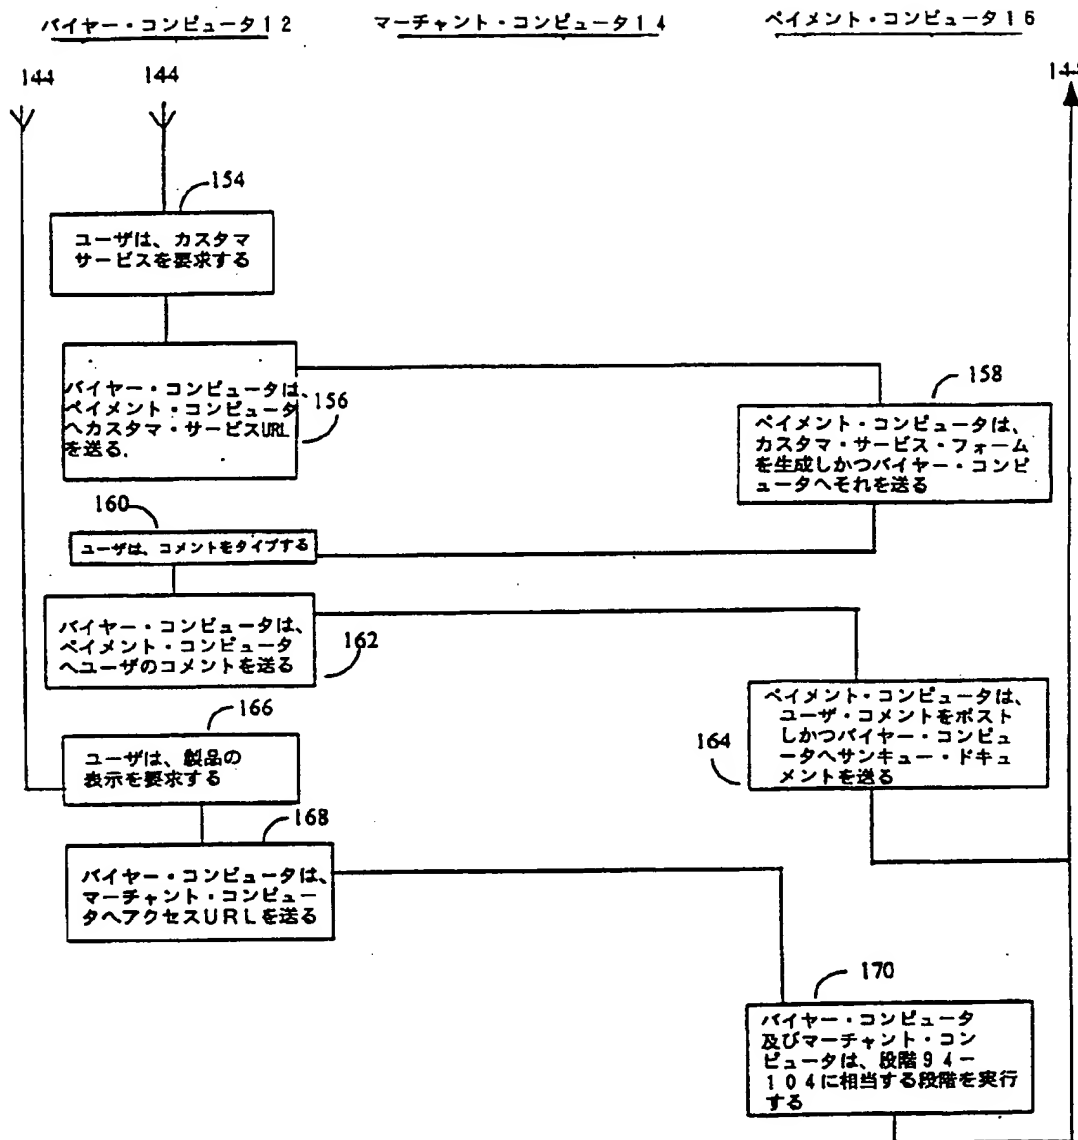 バイヤー・コンピュータ１２
マーチャント・コンピュータ１４
ペイメント・コンピュータ１６
144
144
144
154
ユーザは、カスタマ
サービスを要求する
バイヤー・コンピュータは、
ペイメント・コンピュータ
へカスタマ・サービスURL
を送る.
156
158
ペイメント・コンピュータは、
カスタマ・サービス・フォーム
を生成しかつバイヤー・コンピ
ュータへそれを送る
160
ユーザは、コメントをタイプする
バイヤー・コンピュータは、
ペイメント・コンピュータ
へユーザのコメントを送る
162
ペイメント・コンピュータは、
ユーザ・コメントをポスト
しかつバイヤー・コンピュ
ータへサンキュー・ドキュ
メントを送る
164
166
ユーザは、製品の
表示を要求する
168
バイヤー・コンピュータは、
マーチャント・コンピュー
タへアクセスＵＲＬを送る
170
バイヤー・コンピュータ
及びマーチャント・コン
ピュータは、段階９４－
１０４に相当する段階を実行
する